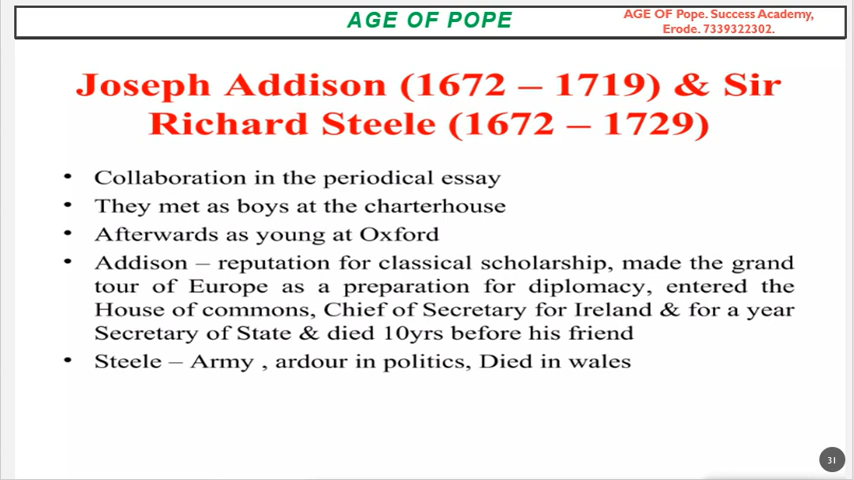 AGE OF POPE
AGE OF Pope. Success Academy,
Erode. 7339322302.
Joseph Addison (1672 – 1719) & Sir
Richard Steele (1672 – 1729)
• Collaboration in the periodical essay
• They met as boys at the charterhouse
• Afterwards as young at Oxford
• Addison – reputation for classical scholarship, made the grand
tour of Europe as a preparation for diplomacy, entered the
House of commons, Chief of Secretary for Ireland & for a year
Secretary of State & died 10yrs before his friend
• Steele – Army , ardour in politics, Died in wales
31